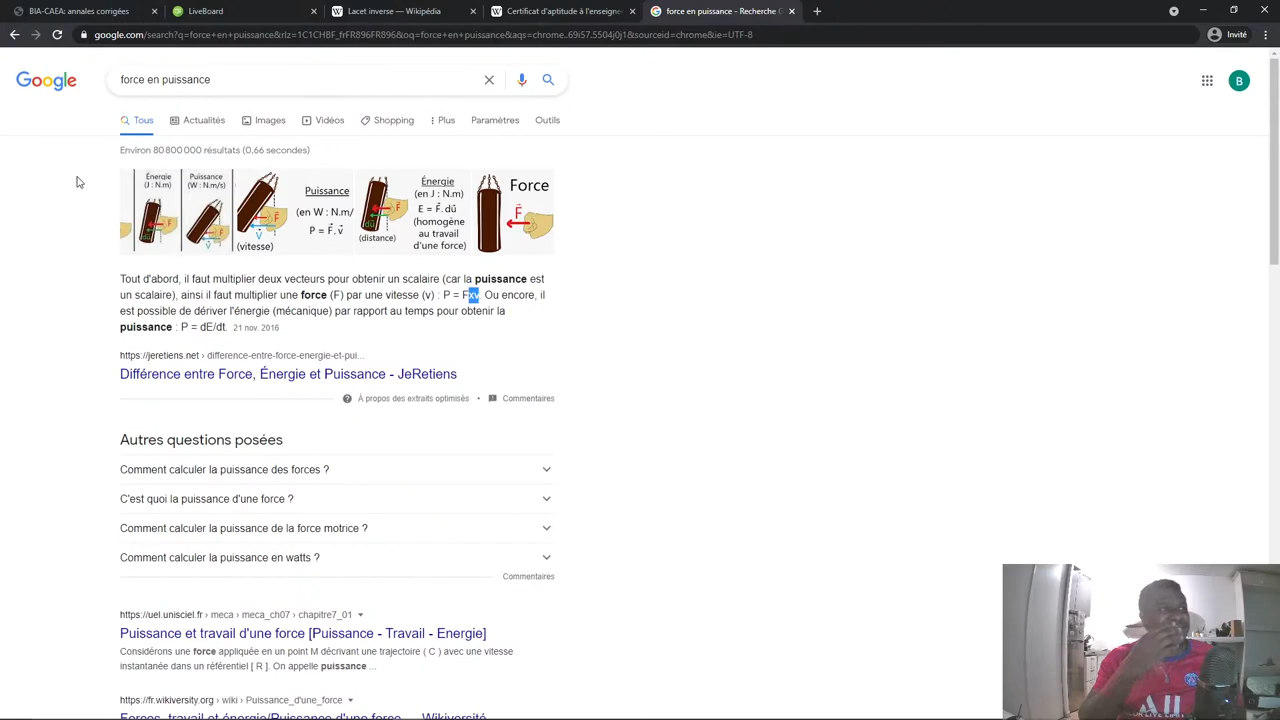 BIA-CAEA: annales corrigées
LiveBoard
Lacet inverse — Wikipédia
Certificat d'aptitude à l'enseigne
force en puissance - Recherche G
google.com/search?q=force+en+puissance&rlz=1C1CHBF_frFR896FR896&oq=force+en+puissance&aqs=chrome..69i57.5504j0j1&sourceid=chrome&ie=UTF-8
Invité
Google
force en puissance
B
Tous
Actualités
Images
Vidéos
Shopping
Plus
Paramètres
Outils
Environ 80 800 000 résultats (0,66 secondes)
Énergie
(J : N.m)
Puissance
(W : N.m/s)
(vitesse)
Puissance
(en W : N.m/
P = F.v
(distance)
Énergie
(en J : N.m)
E = F.dũ
(homogène
au travail
d'une force)
Force
F
Tout d'abord, il faut multiplier deux vecteurs pour obtenir un scalaire (car la puissance est
un scalaire), ainsi il faut multiplier une force (F) par une vitesse (v) : P = Fxv. Ou encore, il
est possible de dériver l'énergie (mécanique) par rapport au temps pour obtenir la
puissance : P = dE/dt. 21 nov. 2016
https://jeretiens.net › difference-entre-force-energie-et-pui...
Différence entre Force, Énergie et Puissance - JeRetiens
À propos des extraits optimisés • Commentaires
Autres questions posées
Comment calculer la puissance des forces ?
C'est quoi la puissance d'une force ?
Comment calculer la puissance de la force motrice ?
Comment calculer la puissance en watts ?
Commentaires
https://uel.unisciel.fr › meca › meca_ch07 › chapitre7_01
Puissance et travail d'une force [Puissance - Travail - Energie]
Considérons une force appliquée en un point M décrivant une trajectoire ( C ) avec une vitesse
instantanée dans un référentiel [ R ]. On appelle puissance ...
https://fr.wikiversity.org › wiki › Puissance_d'une_force
Forces, travail et énergie/Puissance d'une force — Wikiversité